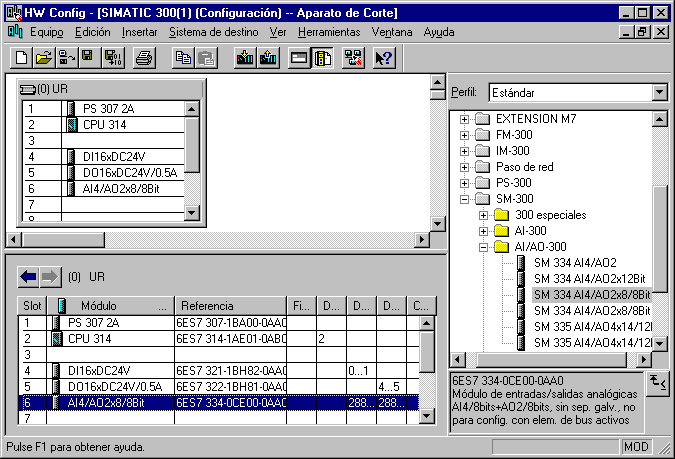 HW Config - [SIMATIC 300(1) (Configuración) -- Aparato de Corte]
Equipo Edición Insertar Sistema de destino Ver Herramientas Ventana Ayuda
(0) UR
1 PS 307 2A
2 CPU 314
3
4 DI16xDC24V
5 DO16xDC24V/0.5A
6 AI4/AO2x8/8Bit
7
8
Perfil: Estándar
EXTENSION M7
FM-300
IM-300
Paso de red
PS-300
SM-300
300 especiales
AI-300
AI/AO-300
SM 334 AI4/AO2
SM 334 AI4/AO2x12Bit
SM 334 AI4/AO2x8/8Bit
SM 334 AI4/AO2x8/8Bit
SM 335 AI4/AO4x14/12
SM 335 AI4/AO4x14/12
(0) UR
Slot Módulo ... Referencia Fi... D... D... D... C...
1 PS 307 2A 6ES7 307-1BA00-0AA0
2 CPU 314 6ES7 314-1AE01-0AB0 2
3
4 DI16xDC24V 6ES7 321-1BH82-0AA0 0...1
5 DO16xDC24V/0.5A 6ES7 322-1BH81-0AA0 4...5
6 AI4/AO2x8/8Bit 6ES7 334-0CE00-0AA0 288... 288...
7
6ES7 334-0CE00-0AA0
Módulo de entradas/salidas analógicas
AI4/8bits+AO2/8bits, sin sep. galv., no
para config. con elem. de bus activos
Pulse F1 para obtener ayuda. MOD